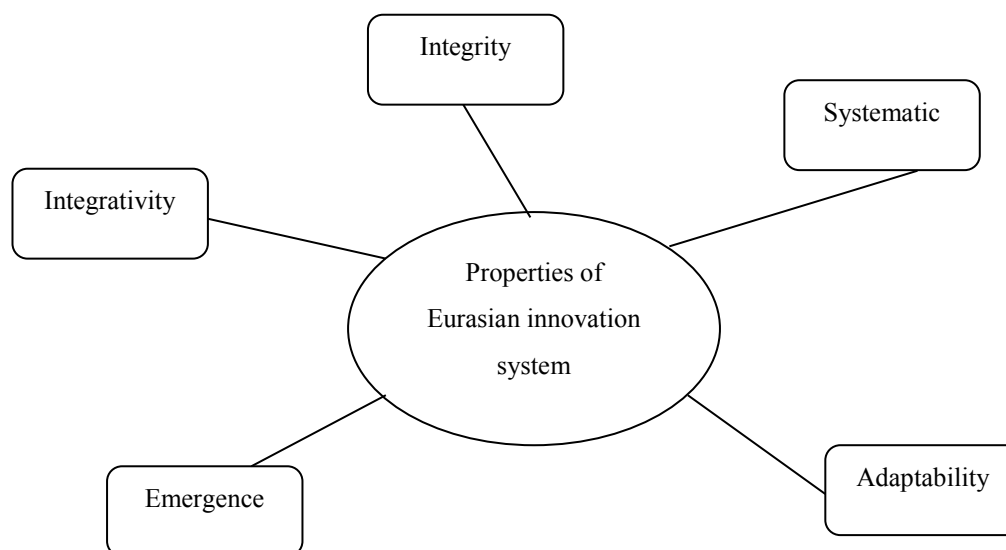 Integrity
Systematic
Integrativity
Properties of
Eurasian innovation
system
Emergence
Adaptability